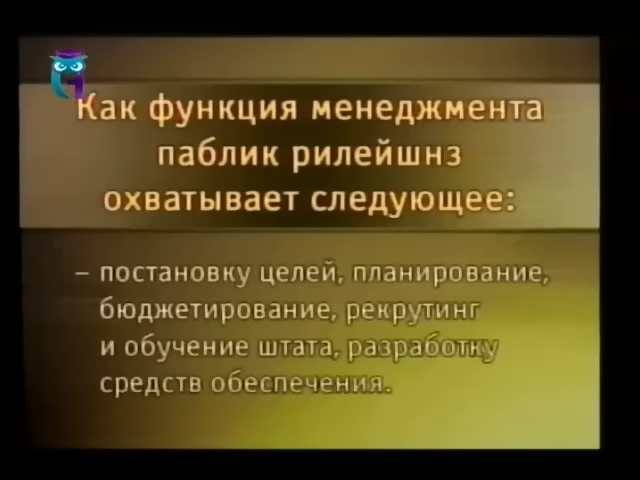 Как функция менеджмента
паблик рилейшнз
охватывает следующее:
– постановку целей, планирование,
бюджетирование, рекрутинг
и обучение штата, разработку
средств обеспечения.